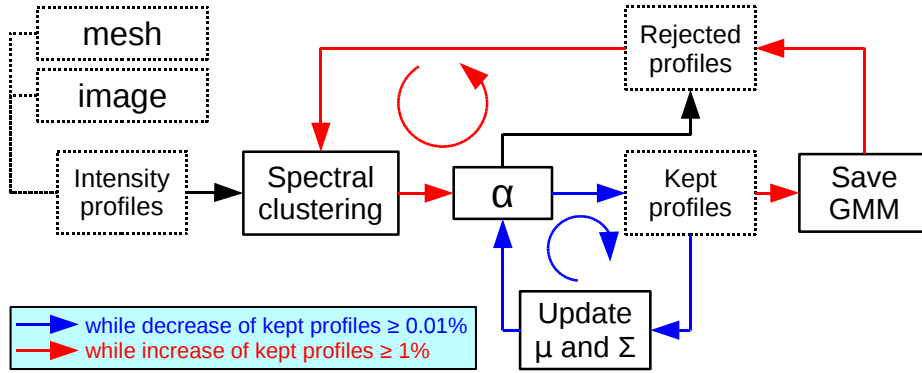 mesh
image
Intensity
profiles
Spectral
clustering
α
Rejected
profiles
Kept
profiles
Save
GMM
Update
μ and Σ
while decrease of kept profiles ≥ 0.01%
while increase of kept profiles ≥ 1%